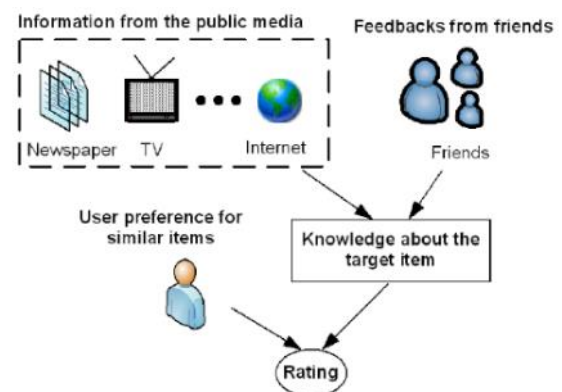 Information from the public media
Feedbacks from friends
Newspaper
TV
Internet
Friends
User preference for
similar items
Knowledge about the
target item
Rating